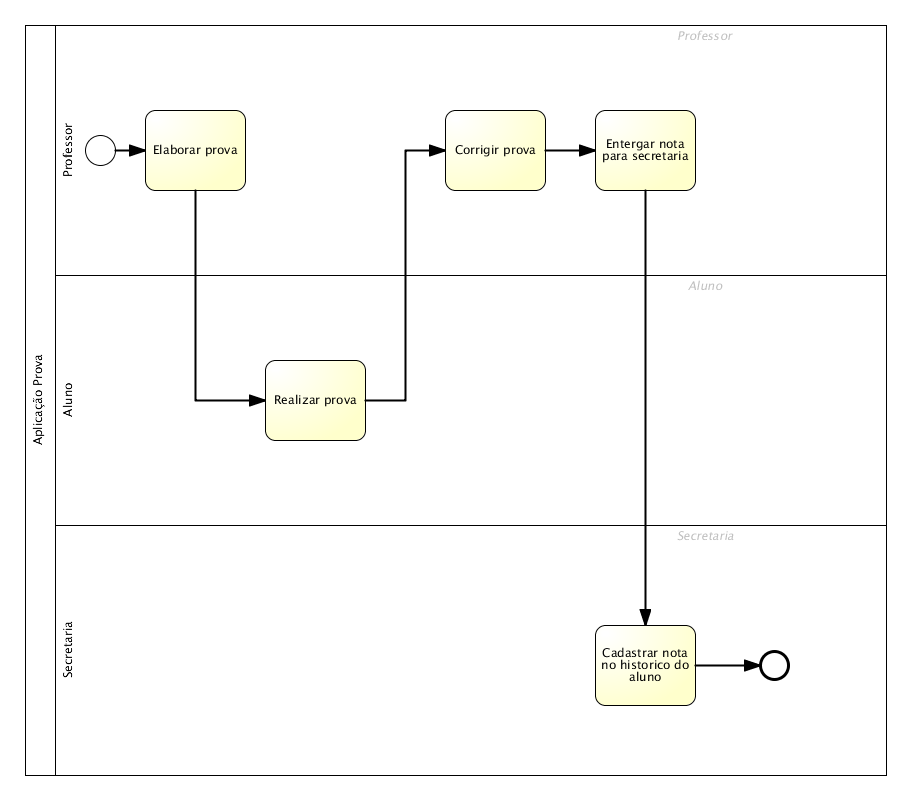 Aplicação Prova
Professor
Professor
Elaborar prova
Corrigir prova
Entergar nota
para secretaria
Aluno
Aluno
Realizar prova
Secretaria
Secretaria
Cadastrar nota
no historico do
aluno